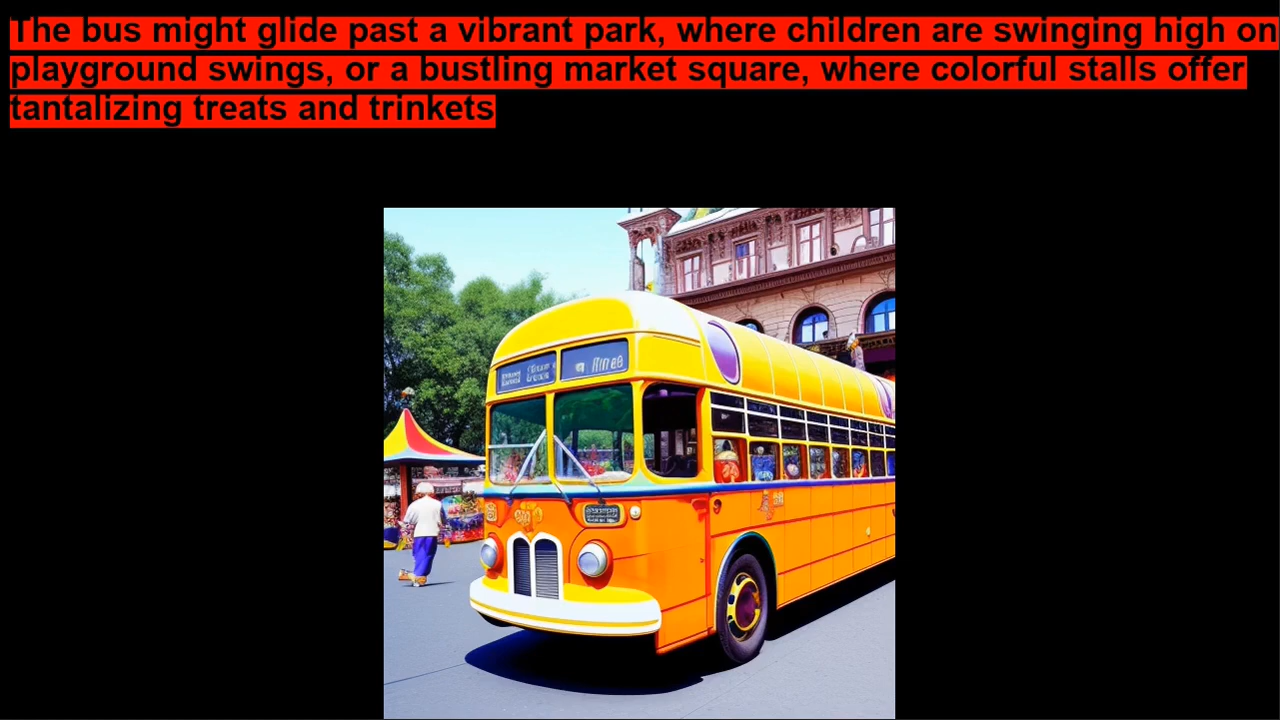 The bus might glide past a vibrant park, where children are swinging high on
playground swings, or a bustling market square, where colorful stalls offer
tantalizing treats and trinkets